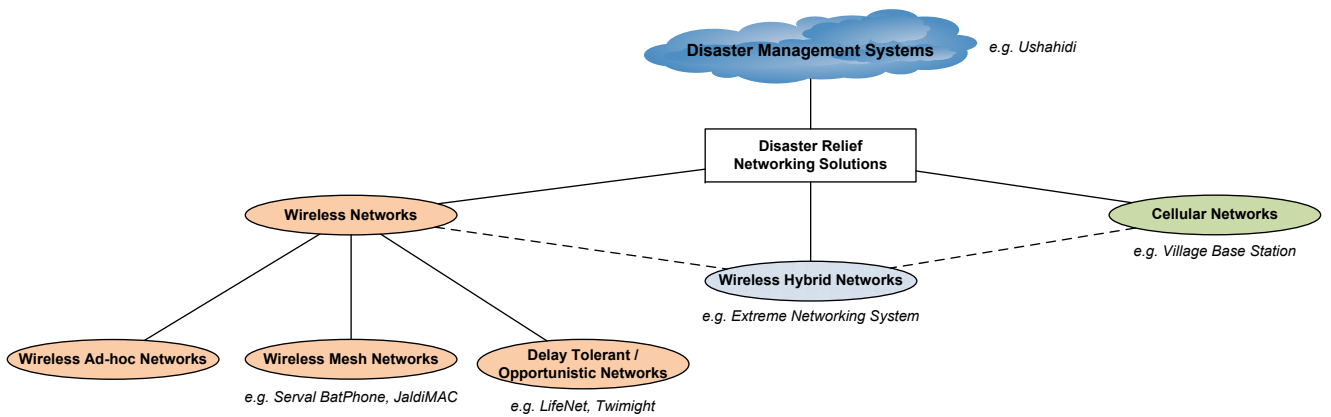 Disaster Management Systems
e.g. Ushahidi
Disaster Relief
Networking Solutions
Wireless Networks
Cellular Networks
e.g. Village Base Station
Wireless Hybrid Networks
e.g. Extreme Networking System
Wireless Ad-hoc Networks
Wireless Mesh Networks
e.g. Serval BatPhone, JaldiMAC
Delay Tolerant /
Opportunistic Networks
e.g. LifeNet, Twimight